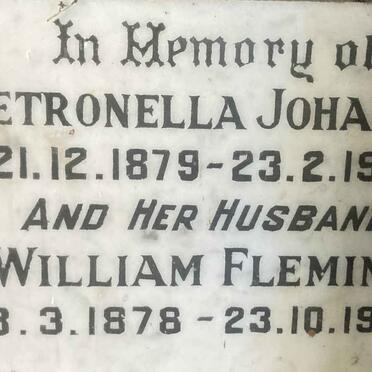 In Memory of
ETRONELLA JOHA
21.12.1879-23.2.19
AND HER HUSBAN
WILLIAM FLEMIN
8.3.1878-23.10.19